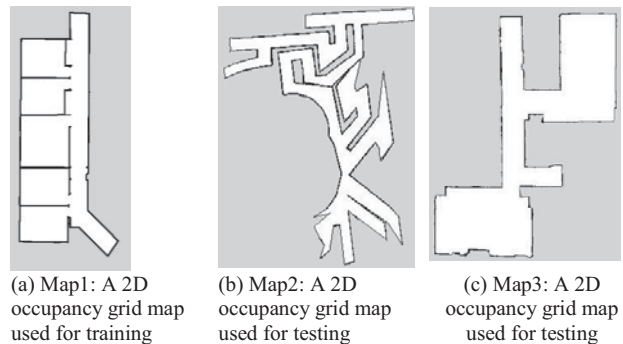 (a) Map1: A 2D
occupancy grid map
used for training
(b) Map2: A 2D
occupancy grid map
used for testing
(c) Map3: A 2D
occupancy grid map
used for testing